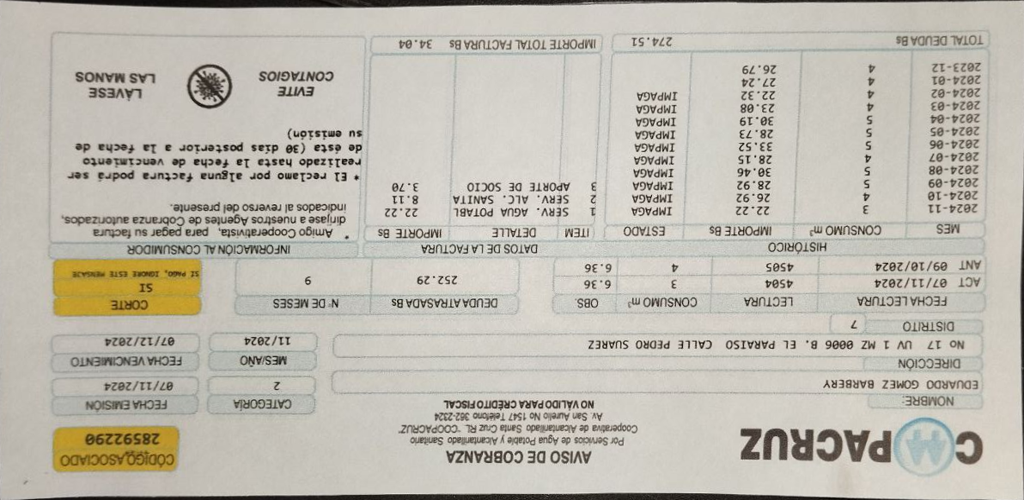 COOPACRUZ
AVISO DE COBRANZA
Por Servicios de Agua Potable y Alcantarillado Sanitario
Cooperativa de Alcantarillado Santa Cruz RL. "COOPACRUZ".
Av. San Aurelio No 1547 Teléfono 362-2324
NO VÁLIDO PARA CRÉDITO FISCAL
CÓDIGO ASOCIADO
28592290
NOMBRE:
EDUARDO GOMEZ BARBERY
CATEGORÍA
2
FECHA EMISIÓN
07/11/2024
DIRECCIÓN
No 17 UV 1 MZ 0006 B. EL PARAISO CALLE PEDRO SUAREZ
MES/AÑO
11/2024
FECHA VENCIMIENTO
07/12/2024
DISTRITO 7
FECHA LECTURA LECTURA CONSUMO m³ OBS.
ACT 07/11/2024 4504 3 6.36
ANT 09/10/2024 4505 4 6.36
DEUDA ATRASADA Bs N° DE MESES
252.29 9
CORTE
SI
SI PAGO, IGNORE ESTE MENSAJE
HISTÓRICO
MES CONSUMO m³ IMPORTE Bs ESTADO
2024-11 3 22.22 IMPAGA
2024-10 4 26.92 IMPAGA
2024-09 5 28.92 IMPAGA
2024-08 5 30.46 IMPAGA
2024-07 4 28.15 IMPAGA
2024-06 5 33.52 IMPAGA
2024-05 5 28.73 IMPAGA
2024-04 5 30.19 IMPAGA
2024-03 4 23.08 IMPAGA
2024-02 4 22.32 IMPAGA
2024-01 4 27.24
2023-12 4 26.79
TOTAL DEUDA Bs 274.51
DATOS DE LA FACTURA
ITEM DETALLE IMPORTE Bs
1 SERV. AGUA POTABL 22.22
2 SERV. ALC. SANITA 8.11
3 APORTE DE SOCIO 3.70
IMPORTE TOTAL FACTURA Bs 34.04
INFORMACIÓN AL CONSUMIDOR
* Amigo Cooperativista, para pagar su factura
dirijase a nuestros Agentes de Cobranza autorizados,
indicados al reverso del presente.
* El reclamo por alguna factura podrá ser
realizado hasta la fecha de vencimiento
de ésta (30 días posterior a la fecha de
su emisión)
EVITE
CONTAGIOS
LÁVESE
LAS MANOS